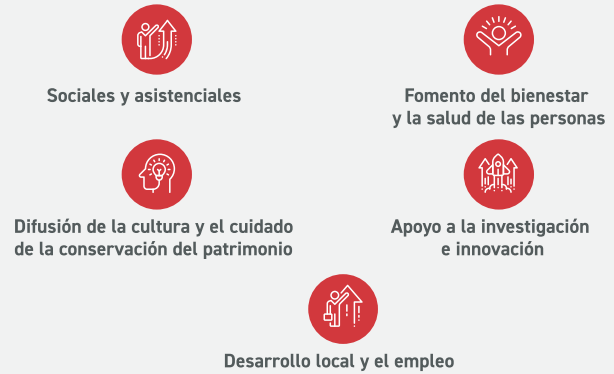 Sociales y asistenciales
Fomento del bienestar
y la salud de las personas
Difusión de la cultura y el cuidado
de la conservación del patrimonio
Apoyo a la investigación
e innovación
Desarrollo local y el empleo